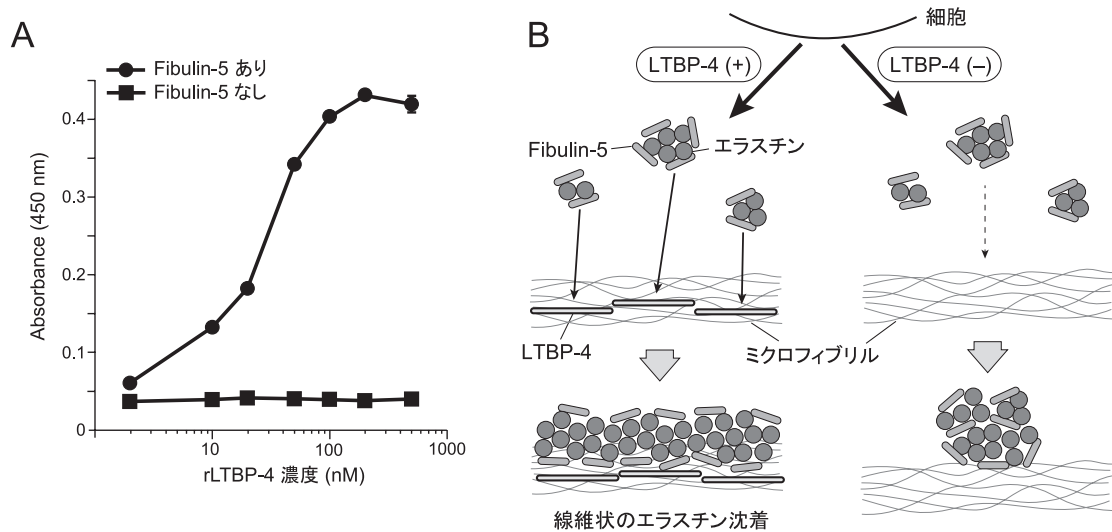 A
Fibulin-5 あり
Fibulin-5 なし
0.4
0.3
0.2
0.1
0
Absorbance (450 nm)
10
100
1000
rLTBP-4 濃度 (nM)
B
細胞
LTBP-4 (+)
LTBP-4 (–)
Fibulin-5
エラスチン
LTBP-4
ミクロフィブリル
線維状のエラスチン沈着